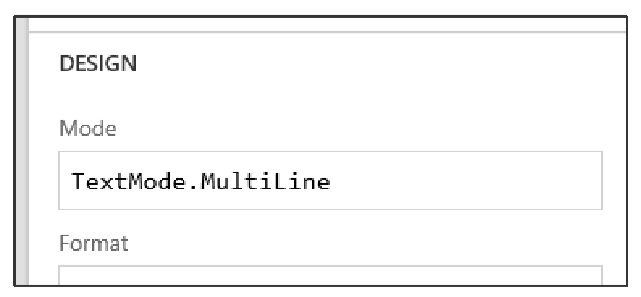 DESIGN
Mode
TextMode.MultiLine
Format